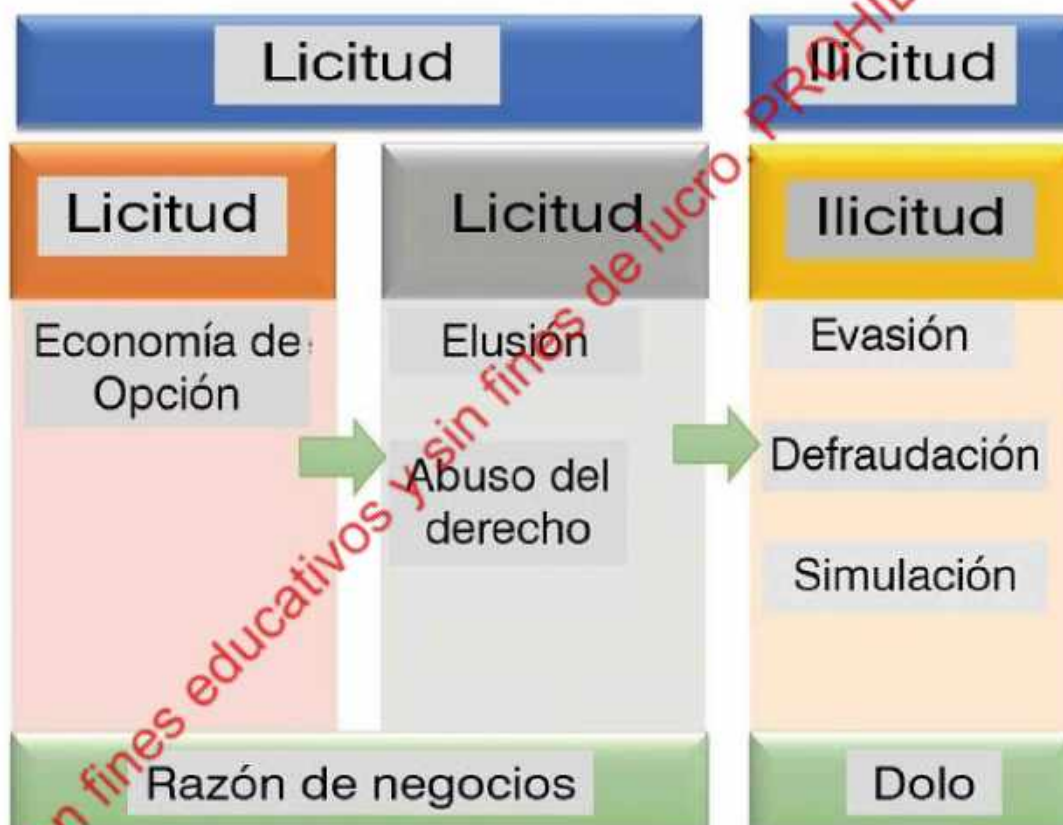 Licitud
Ilicitud
Licitud
Licitud
Ilicitud
Economía de
Opción
Elusión
Abuso del
derecho
Evasión
Defraudación
Simulación
Razón de negocios
Dolo
fines educativos y sin fines de lucro.